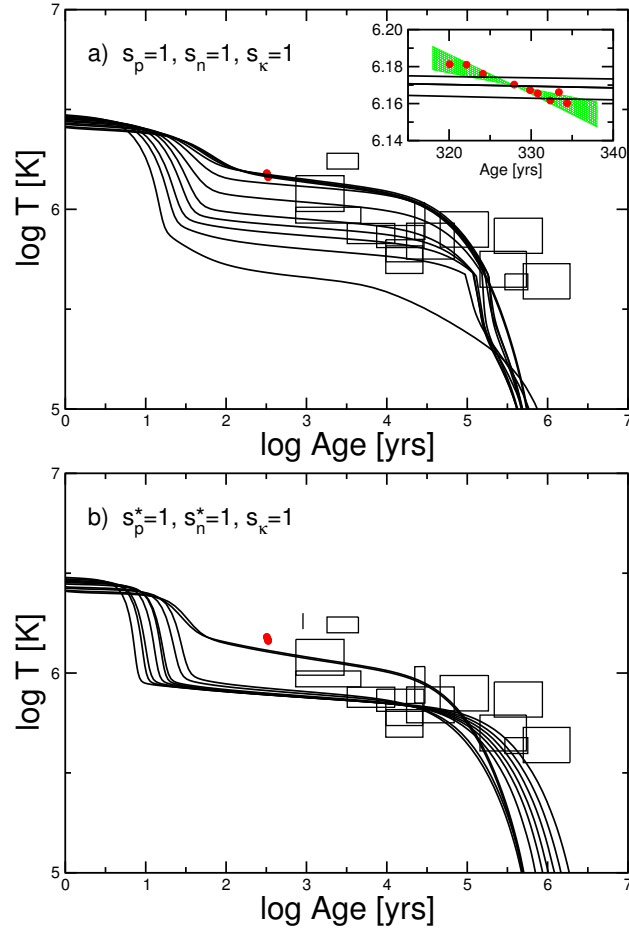 7
6.20
a) s_p=1, s_n=1, s_κ=1
6.18
6.16
6.14
320 330 340
Age [yrs]
log T [K]
6
5
0 1 2 3 4 5 6 7
log Age [yrs]
7
b) s_p^*=1, s_n^*=1, s_κ=1
log T [K]
6
5
0 1 2 3 4 5 6 7
log Age [yrs]